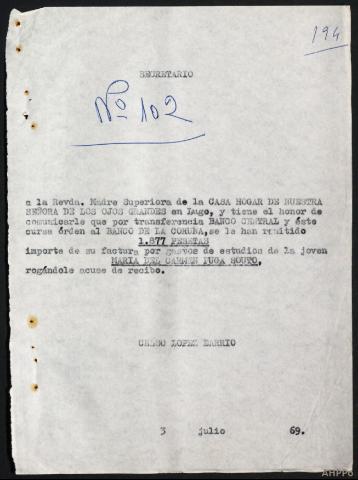 194
SECRETARIO
Nº 102
a la Revda. Madre Superiora de la CASA HOGAR DE NUESTRA
SEÑORA DE LOS OJOS GRANDES en Lugo, y tiene el honor de
comunicarle que por transferencia BANCO CENTRAL y éste
cursa órden al BANCO DE LA CORUÑA, se le han remitido
1.877 PESETAS
importe de su factura por gastos de estudios de la joven
MARIA DEL CARMEN PUGA BOUTO,
rogándole acuse de recibo.
LOPEZ BARRIO
3 julio 69.
AHPPo